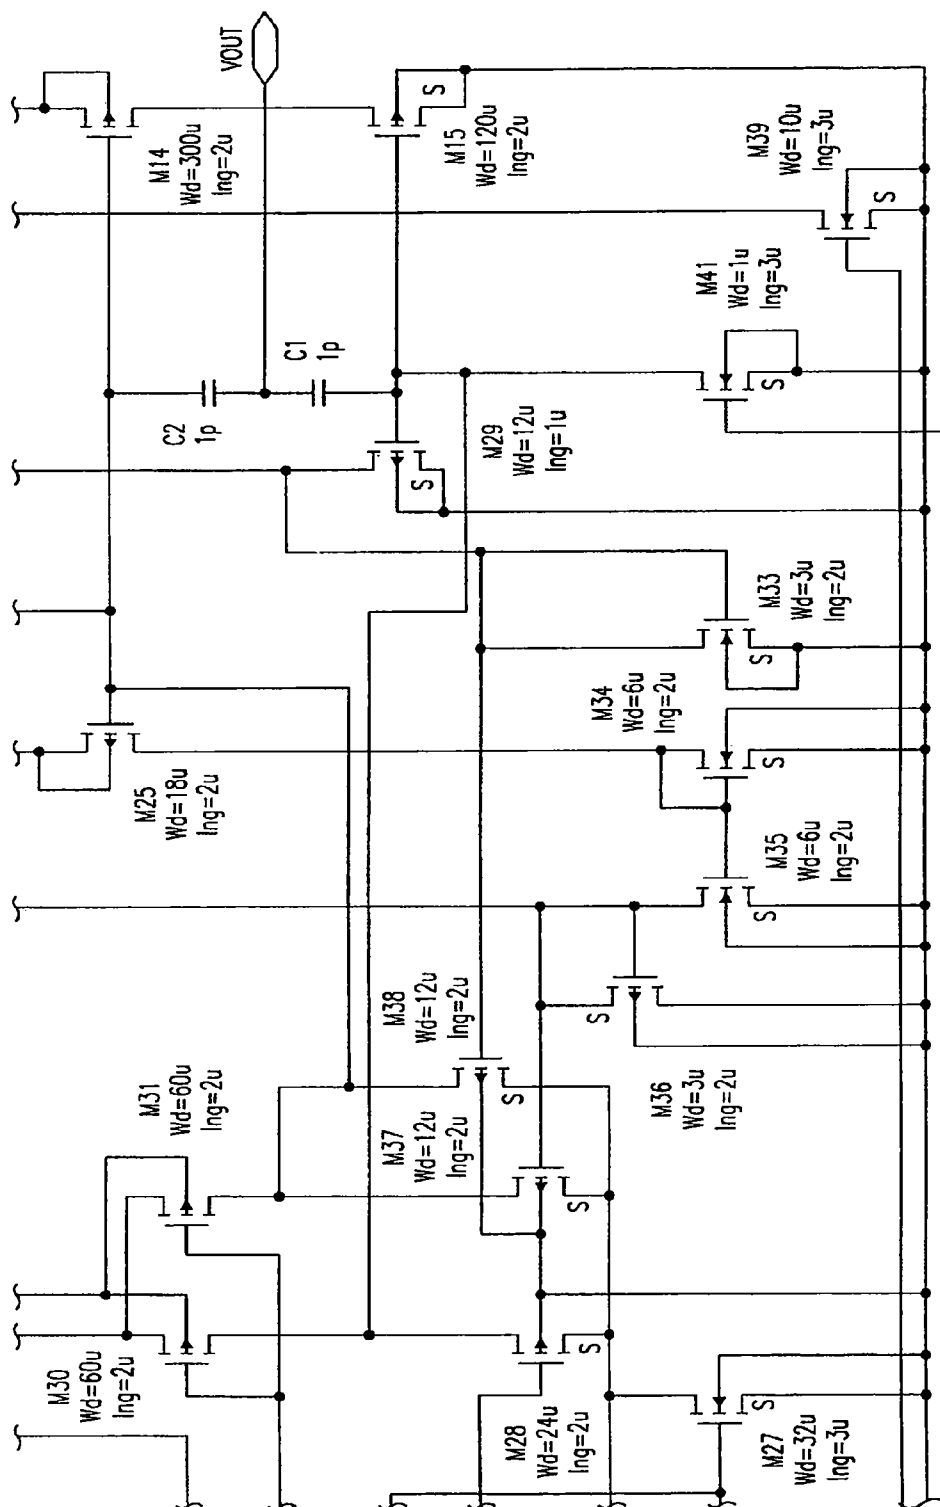 VOUT
S
M14
Wd=300u
lng=2u
M15
Wd=120u
lng=2u
M39
Wd=10u
lng=3u
S
M41
Wd=1u
lng=3u
S
C1
1p
C2
1p
M29
Wd=12u
lng=1u
S
M33
Wd=3u
lng=2u
S
M34
Wd=6u
lng=2u
S
M25
Wd=18u
lng=2u
M35
Wd=6u
lng=2u
S
M38
Wd=12u
lng=2u
S
M36
Wd=3u
lng=2u
S
M31
Wd=60u
lng=2u
M37
Wd=12u
lng=2u
S
M30
Wd=60u
lng=2u
M28
Wd=24u
lng=2u
S
M27
Wd=32u
lng=3u
S